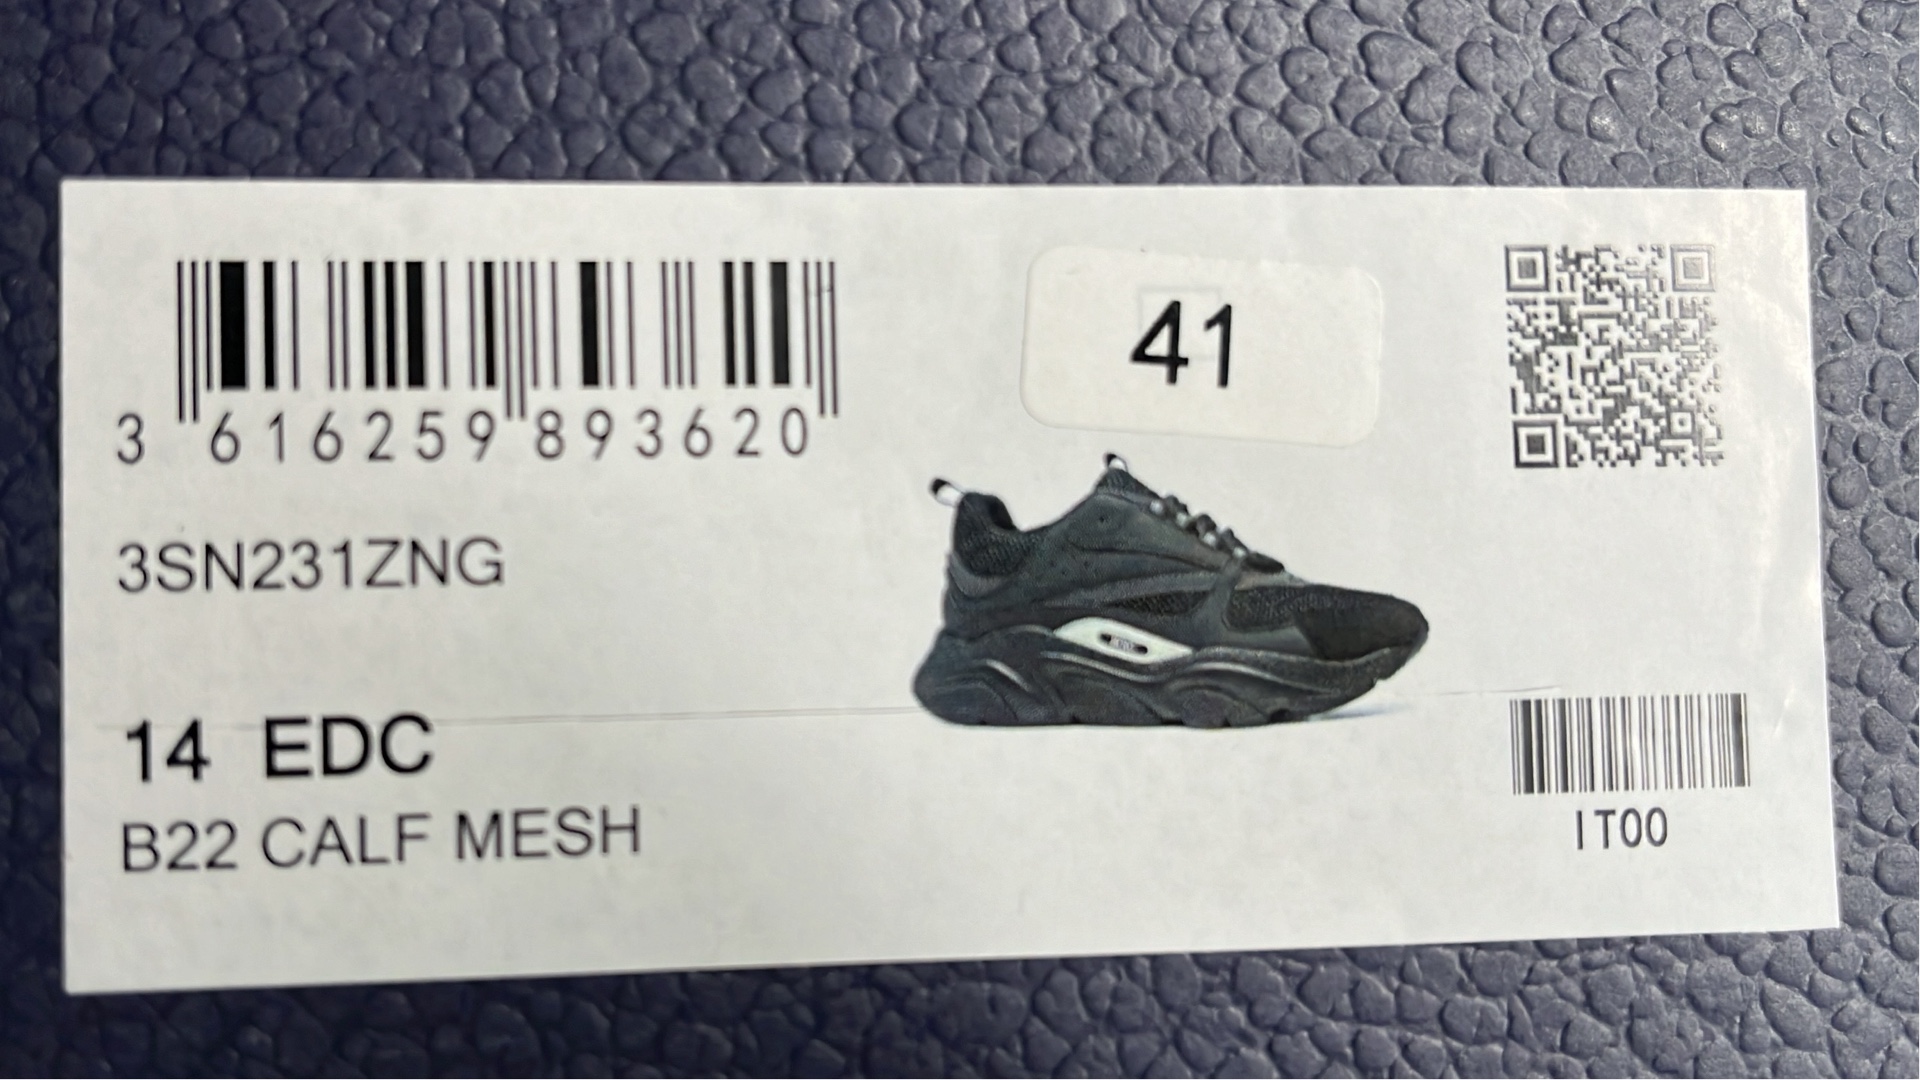 3 616259 893620
41
3SN231ZNG
14 EDC
B22 CALF MESH
IT00